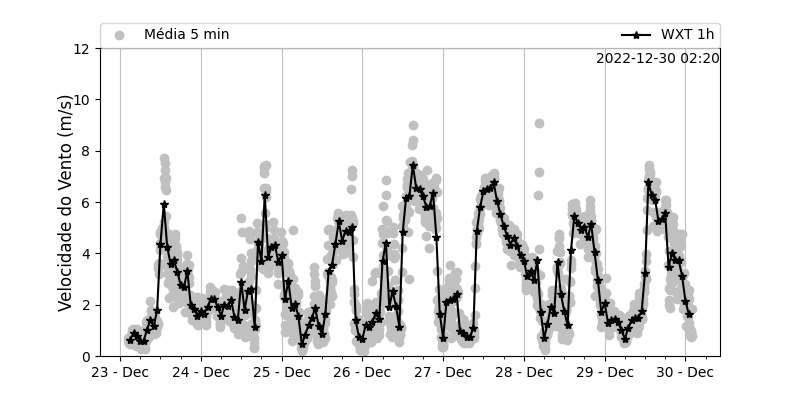 Média 5 min
WXT 1h
2022-12-30 02:20
Velocidade do Vento (m/s)
12
10
8
6
4
2
0
23 - Dec 24 - Dec 25 - Dec 26 - Dec 27 - Dec 28 - Dec 29 - Dec 30 - Dec